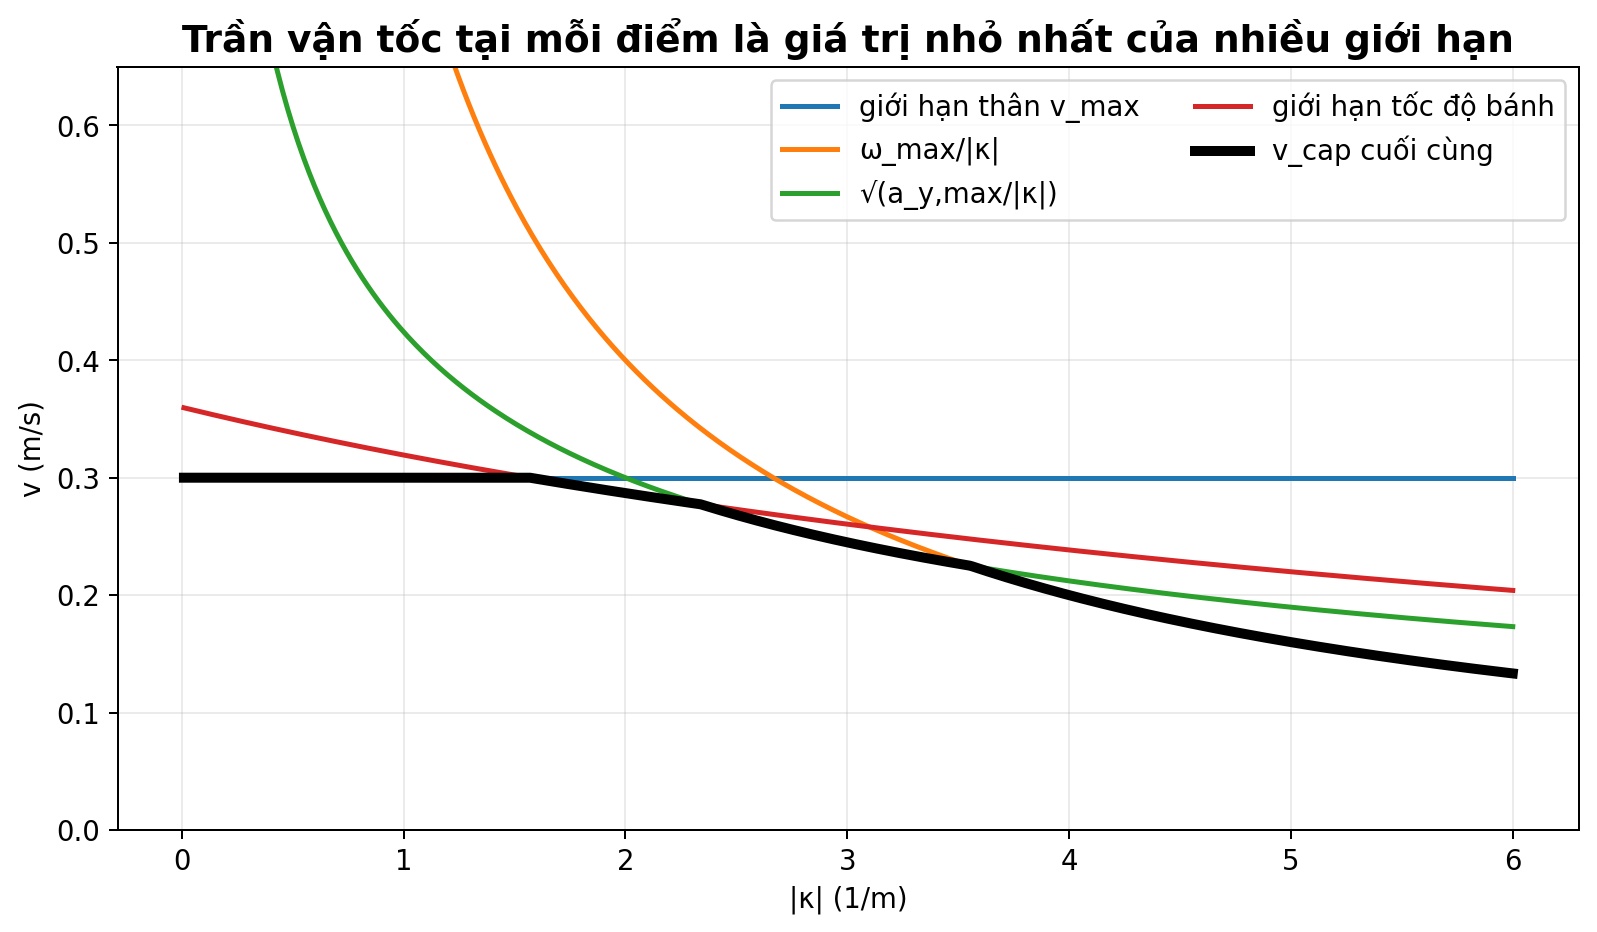 Trần vận tốc tại mỗi điểm là giá trị nhỏ nhất của nhiều giới hạn
giới hạn thân v_max
ω_max/|κ|
√(a_y,max/|κ|)
giới hạn tốc độ bánh
v_cap cuối cùng
v (m/s)
0.6
0.5
0.4
0.3
0.2
0.1
0.0
0 1 2 3 4 5 6
|κ| (1/m)